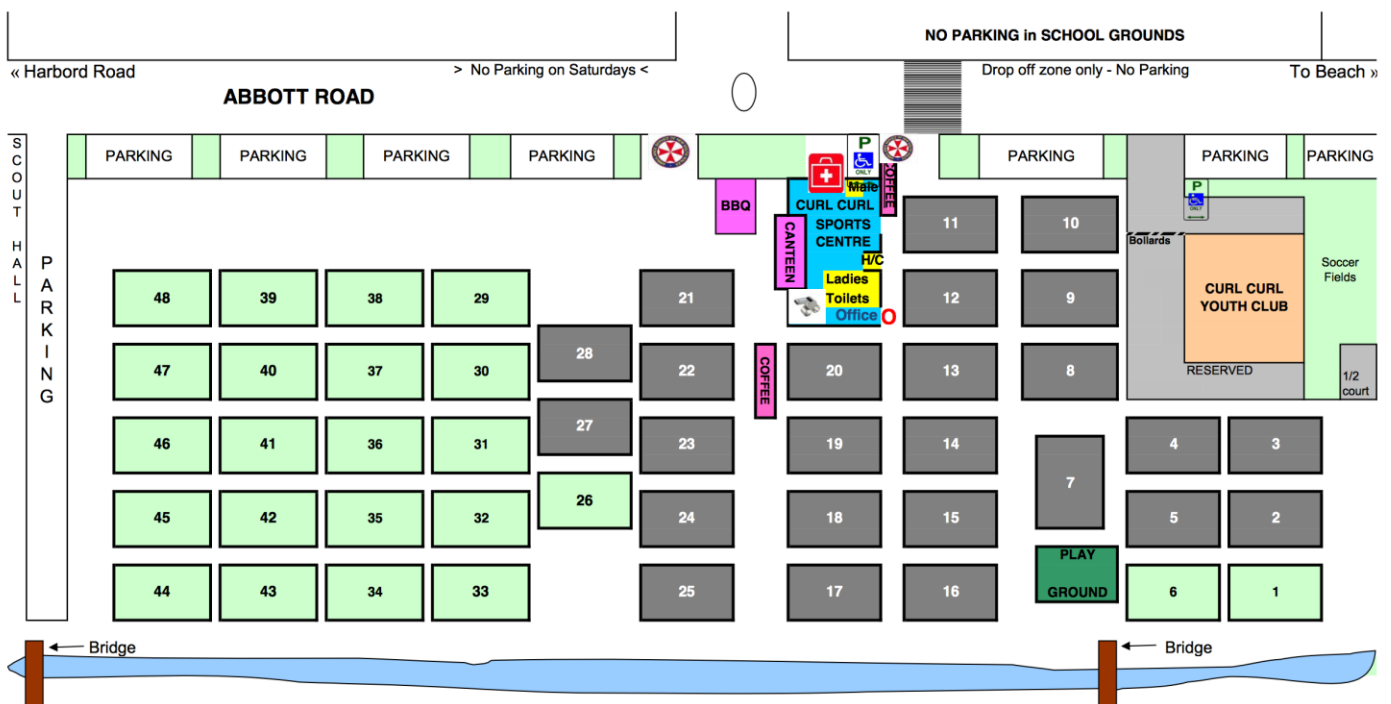 NO PARKING in SCHOOL GROUNDS
« Harbord Road
> No Parking on Saturdays <
Drop off zone only - No Parking
To Beach »
ABBOTT ROAD
SCOUT HALL
PARKING
PARKING
PARKING
PARKING
PARKING
PARKING
PARKING
PARKING
P
ONLY
Male
COFFEE
BBQ
CURL CURL
SPORTS
CENTRE
CANTEEN
H/C
Ladies
Toilets
Office
O
11
10
P
ONLY
Bollards
CURL CURL
YOUTH CLUB
Soccer
Fields
RESERVED
1/2
court
48
39
38
29
21
12
9
28
47
40
37
30
22
COFFEE
20
13
8
27
46
41
36
31
23
19
14
4
3
26
7
45
42
35
32
24
18
15
5
2
PLAY
GROUND
44
43
34
33
25
17
16
6
1
Bridge
Bridge